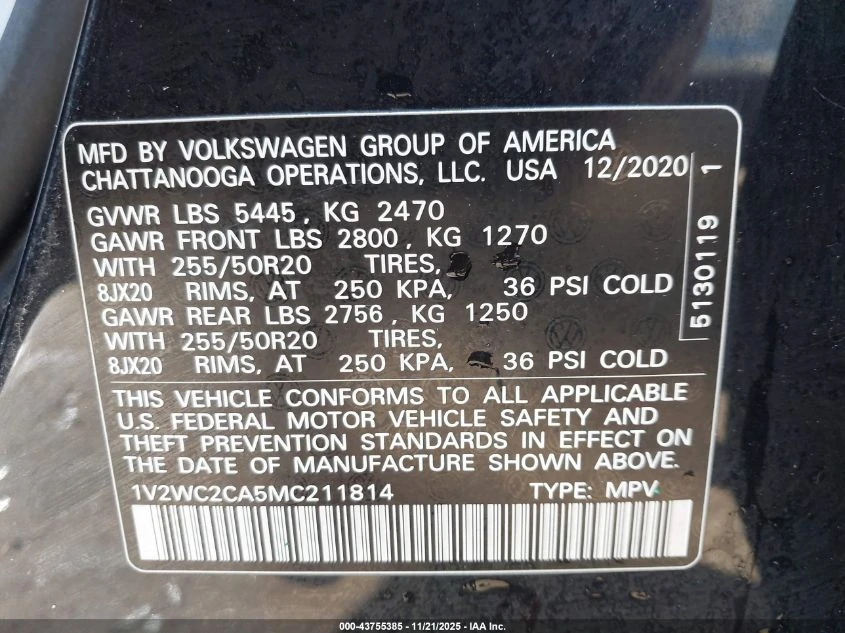 MFD BY VOLKSWAGEN GROUP OF AMERICA
CHATTANOOGA OPERATIONS, LLC. USA 12/2020
GVWR LBS 5445, KG 2470
GAWR FRONT LBS 2800, KG 1270
WITH 255/50R20 TIRES,
8JX20 RIMS, AT 250 KPA, 36 PSI COLD
GAWR REAR LBS 2756, KG 1250
WITH 255/50R20 TIRES,
8JX20 RIMS, AT 250 KPA, 36 PSI COLD
5130119 1
THIS VEHICLE CONFORMS TO ALL APPLICABLE
U.S. FEDERAL MOTOR VEHICLE SAFETY AND
THEFT PREVENTION STANDARDS IN EFFECT ON
THE DATE OF MANUFACTURE SHOWN ABOVE.
1V2WC2CA5MC211814 TYPE: MPV
000-43755385 - 11/21/2025 - IAA Inc.